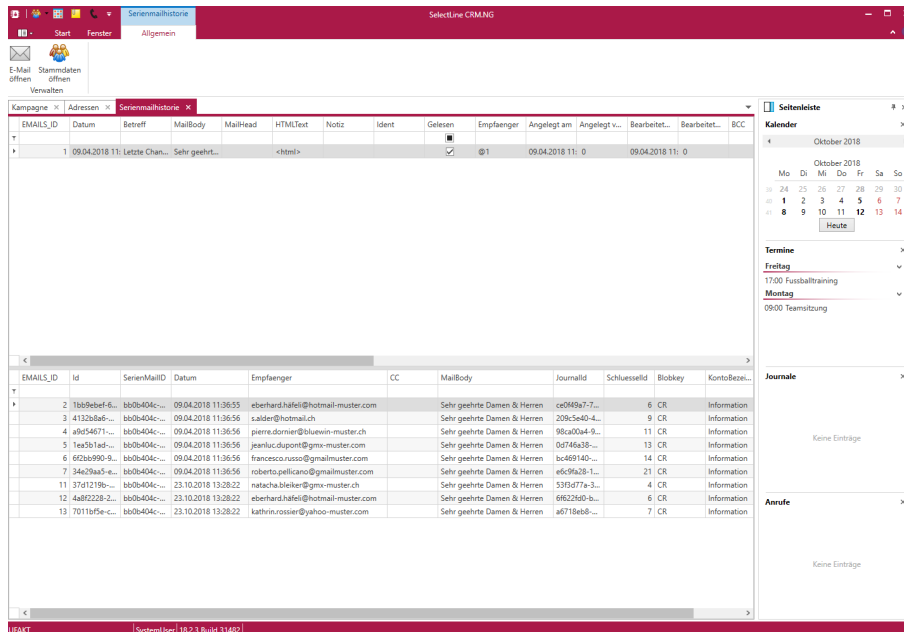 Serienmailhistorie SelectLine CRM.NG
Start Fenster Allgemein
E-Mail öffnen Stammdaten öffnen
Verwalten
Kampagne × Adressen × Serienmailhistorie ×
EMAILS_ID Datum Betreff MailBody MailHead HTMLText Notiz Ident Gelesen Empfaenger Angelegt am Angelegt v... Bearbeitet... Bearbeitet... BCC
1 09.04.2018 11: Letzte Chan... Sehr geehrt... <html> @1 09.04.2018 11: 0 09.04.2018 11: 0
EMAILS_ID Id SerienMailID Datum Empfaenger CC MailBody JournalId SchluesselId Blobkey KontoBezei...
2 1bb9ebef-6... bb0b404c-... 09.04.2018 11:36:55 eberhard.häfeli@hotmail-muster.com Sehr geehrte Damen & Herren ce0f49a7-7... 6 CR Information
3 4132b8a6-... bb0b404c-... 09.04.2018 11:36:56 s.alder@hotmail.ch Sehr geehrte Damen & Herren 209c5e40-4... 9 CR Information
4 a9d54671-... bb0b404c-... 09.04.2018 11:36:56 pierre.dornier@bluewin-muster.ch Sehr geehrte Damen & Herren 98ca00a4-9... 11 CR Information
5 1ea5b1ad-... bb0b404c-... 09.04.2018 11:36:56 jeanluc.dupont@gmx-muster.com Sehr geehrte Damen & Herren 0d746a38-... 13 CR Information
6 6f2bb990-9... bb0b404c-... 09.04.2018 11:36:56 francesco.russo@gmailmuster.com Sehr geehrte Damen & Herren bc469140-... 14 CR Information
7 34e29aa5-e... bb0b404c-... 09.04.2018 11:36:56 roberto.pellicano@gmailmuster.com Sehr geehrte Damen & Herren e6c9fa28-1... 21 CR Information
11 37d1219b-... bb0b404c-... 23.10.2018 13:28:22 natacha.bleiker@gmx-muster.ch Sehr geehrte Damen & Herren 53f3d77a-3... 4 CR Information
12 4a8f2228-2... bb0b404c-... 23.10.2018 13:28:22 eberhard.häfeli@hotmail-muster.com Sehr geehrte Damen & Herren 6f622fd0-b... 6 CR Information
13 7011bf5e-c... bb0b404c-... 23.10.2018 13:28:22 kathrin.rossier@yahoo-muster.com Sehr geehrte Damen & Herren a6718eb8-... 7 CR Information
Seitenleiste
Kalender
Oktober 2018
Oktober 2018
Mo Di Mi Do Fr Sa So
39 24 25 26 27 28 29 30
40 1 2 3 4 5 6 7
41 8 9 10 11 12 13 14
Heute
Termine
Freitag
17:00 Fussballtraining
Montag
09:00 Teamsitzung
Journale
Keine Einträge
Anrufe
Keine Einträge
UFAKT SystemUser 18.2.3 Build 31482